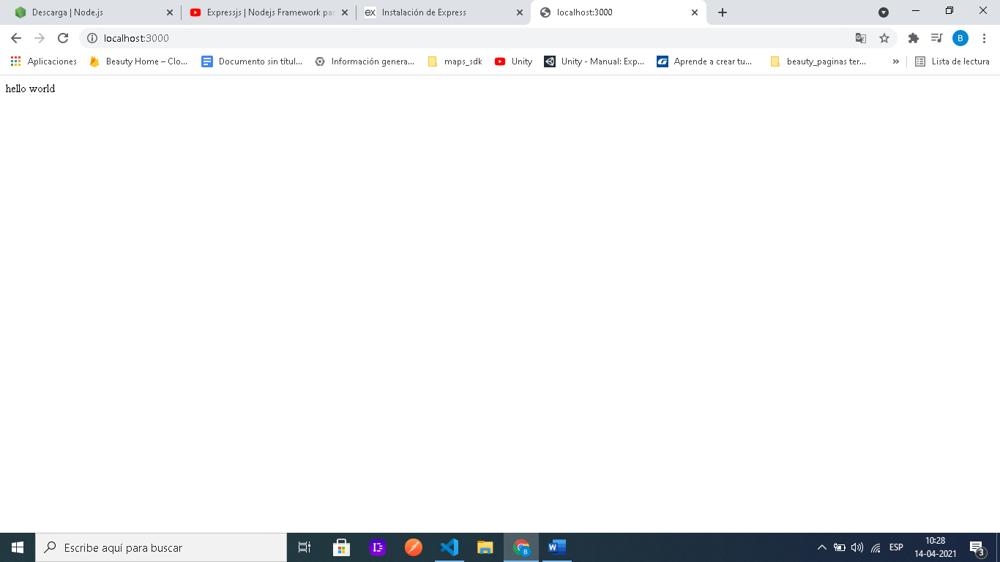 Descarga | Node.js
Expressjs | Nodejs Framework par
ex Instalación de Express
localhost:3000
localhost:3000
B
Aplicaciones
Beauty Home – Clo...
Documento sin títul...
Información genera...
maps_sdk
Unity
Unity - Manual: Exp...
Aprende a crear tu...
beauty_paginas ter...
»
Lista de lectura
hello world
Escribe aquí para buscar
B
W
ESP
10:28
14-04-2021
3